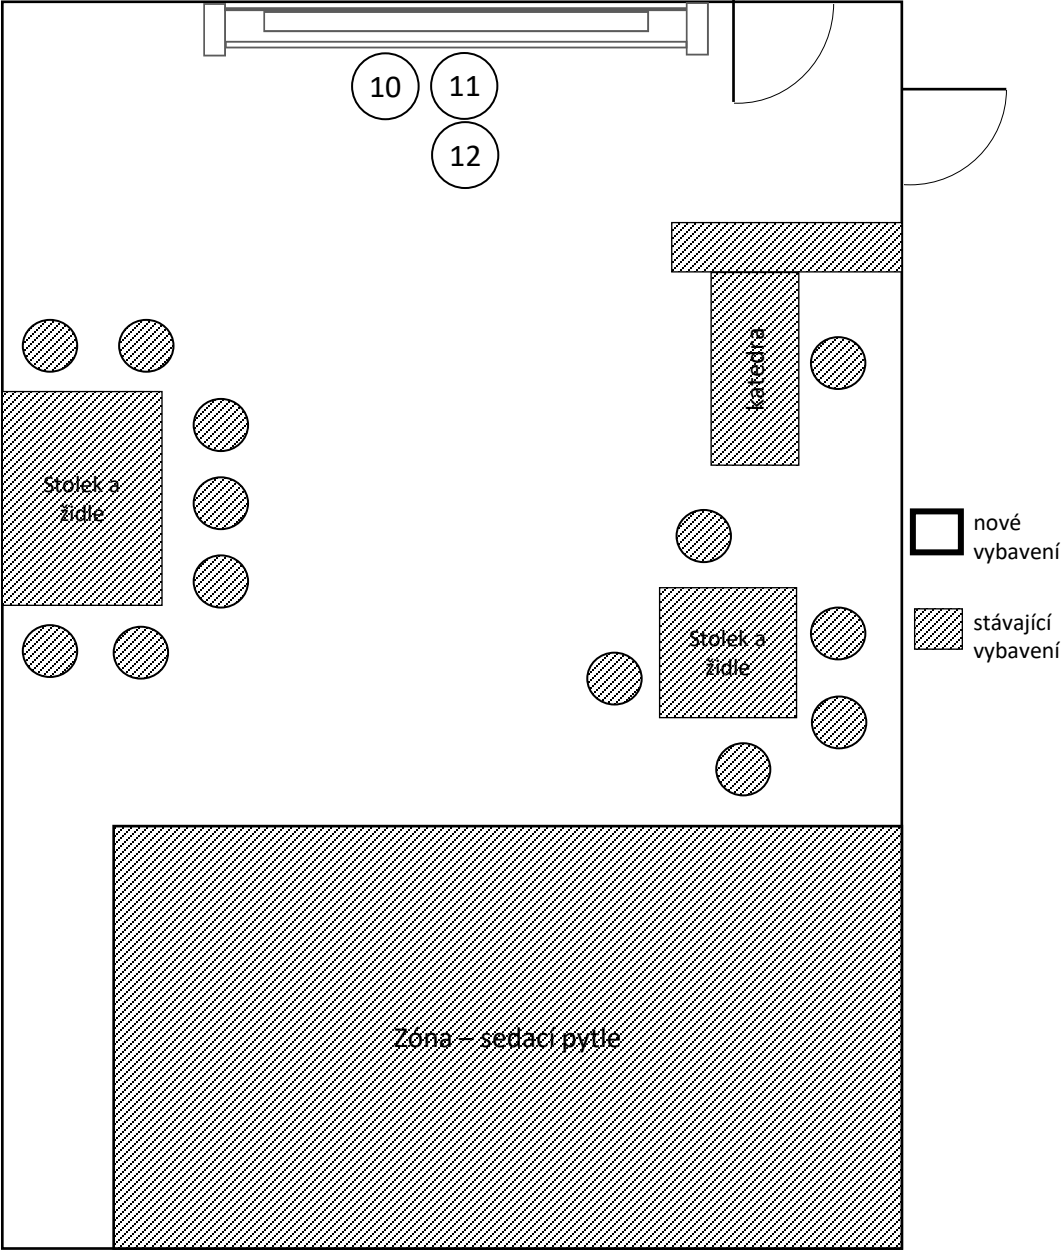 10
11
12
katedra
Stolek a
židle
nové
vybavení
stávající
vybavení
Stolek a
židle
Zóna – sedací pytle